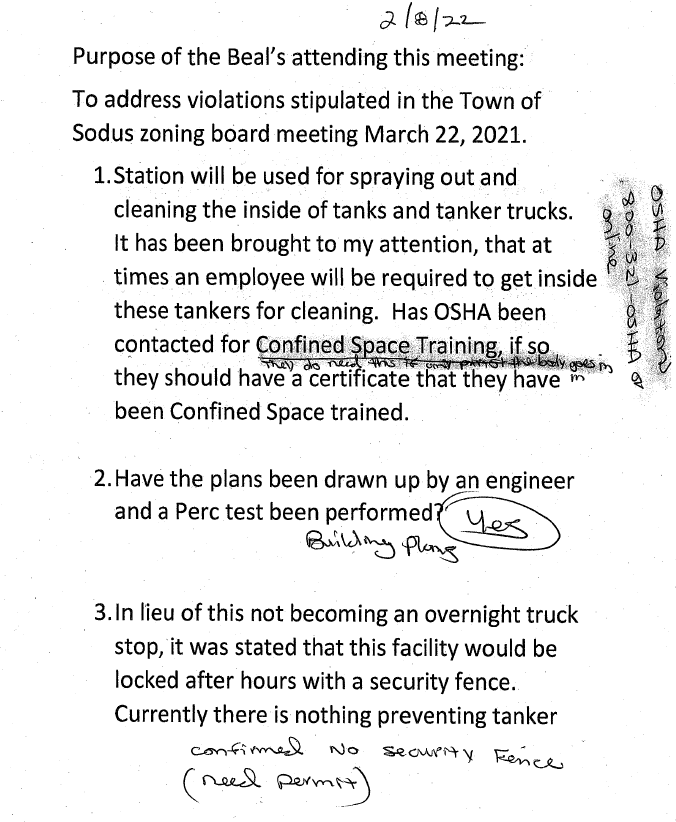 2/8/22
Purpose of the Beal's attending this meeting:
To address violations stipulated in the Town of
Sodus zoning board meeting March 22, 2021.
1. Station will be used for spraying out and
cleaning the inside of tanks and tanker trucks.
It has been brought to my attention, that at
times an employee will be required to get inside
these tankers for cleaning. Has OSHA been
contacted for Confined Space Training, if so
they do need this if any part of the body goes in
they should have a certificate that they have in
been Confined Space trained.
OSHA Violations
800-321-OSHA or
online
2. Have the plans been drawn up by an engineer
and a Perc test been performed? Yes
Building Plans
3. In lieu of this not becoming an overnight truck
stop, it was stated that this facility would be
locked after hours with a security fence.
Currently there is nothing preventing tanker
confirmed No security Fence
(need permit)